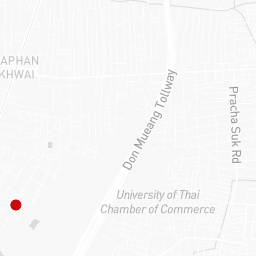 APHAN
KHWAI
Don Mueang Tollway
Pracha Suk Rd
University of Thai
Chamber of Commerce